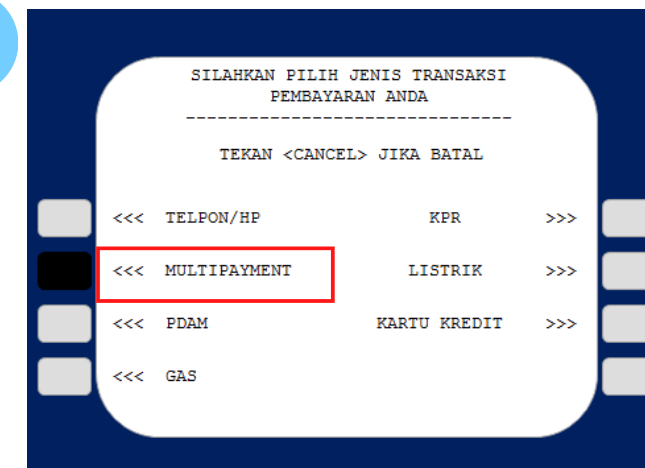 SILAHKAN PILIH JENIS TRANSAKSI
PEMBAYARAN ANDA
--------------------------------
TEKAN <CANCEL> JIKA BATAL
<<< TELPON/HP KPR >>>
<<< MULTIPAYMENT LISTRIK >>>
<<< PDAM KARTU KREDIT >>>
<<< GAS